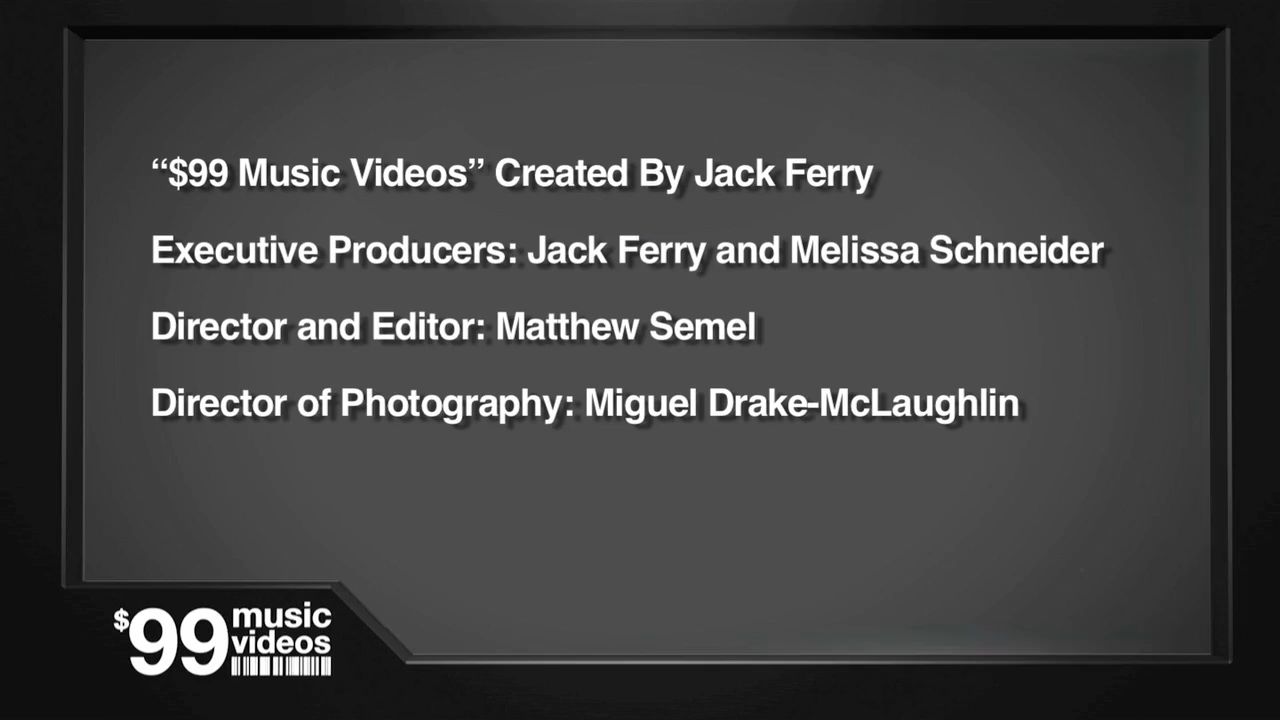 “$99 Music Videos” Created By Jack Ferry
Executive Producers: Jack Ferry and Melissa Schneider
Director and Editor: Matthew Semel
Director of Photography: Miguel Drake-McLaughlin
$99 music
videos